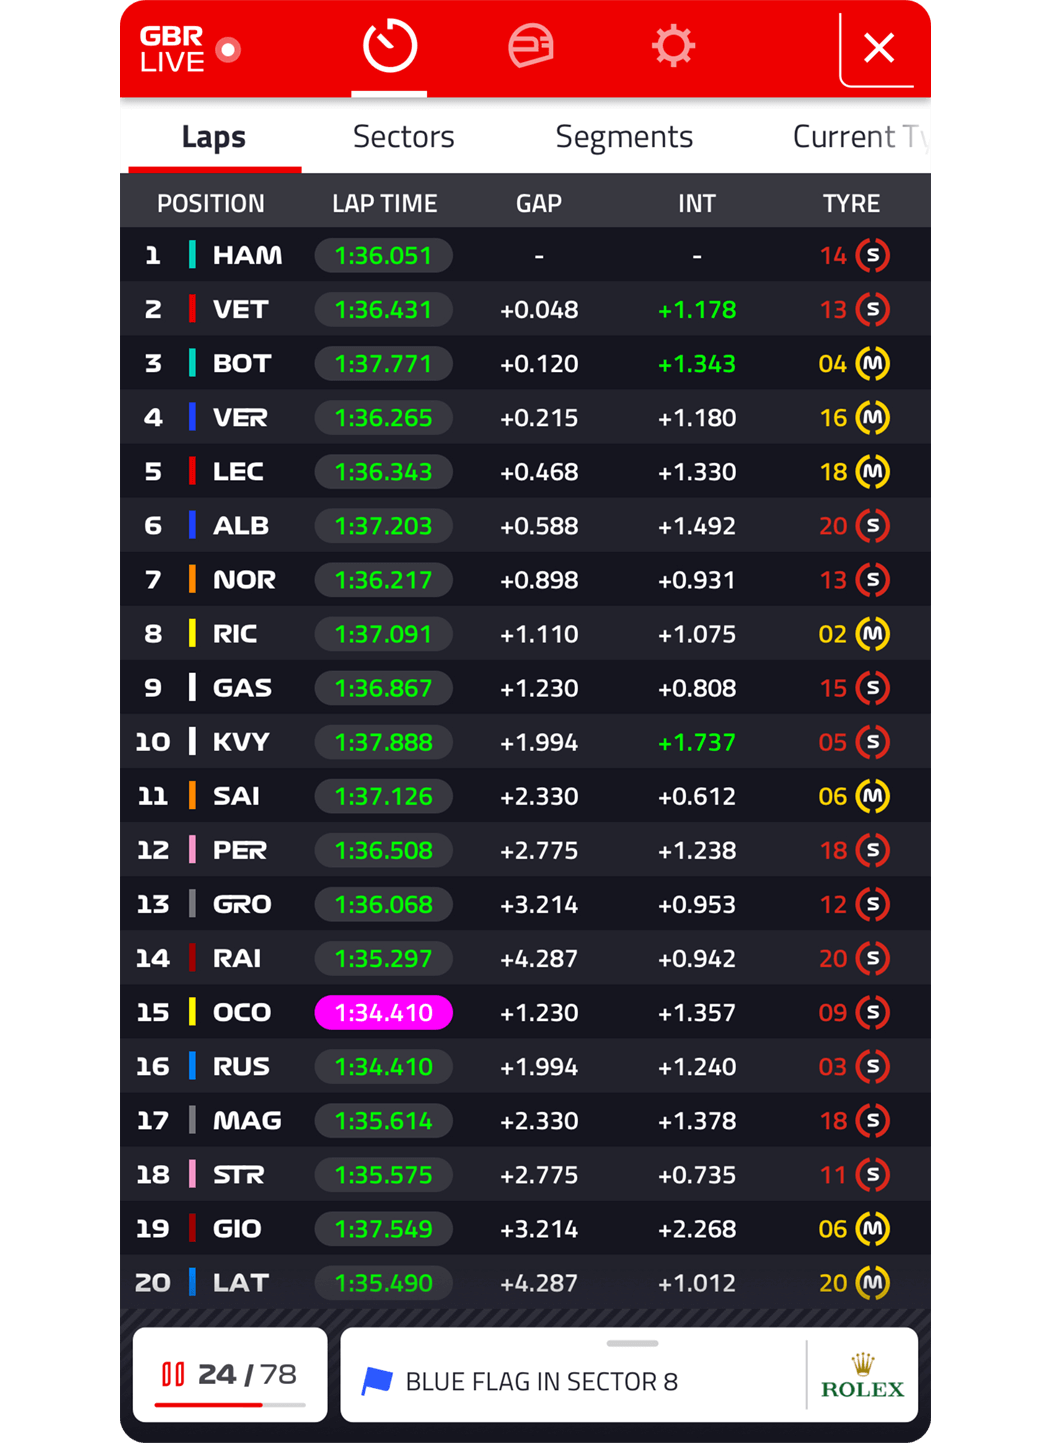 GBR
LIVE
Laps Sectors Segments Current Ty
POSITION LAP TIME GAP INT TYRE
1 HAM 1:36.051 - - 14 S
2 VET 1:36.431 +0.048 +1.178 13 S
3 BOT 1:37.771 +0.120 +1.343 04 M
4 VER 1:36.265 +0.215 +1.180 16 M
5 LEC 1:36.343 +0.468 +1.330 18 M
6 ALB 1:37.203 +0.588 +1.492 20 S
7 NOR 1:36.217 +0.898 +0.931 13 S
8 RIC 1:37.091 +1.110 +1.075 02 M
9 GAS 1:36.867 +1.230 +0.808 15 S
10 KVY 1:37.888 +1.994 +1.737 05 S
11 SAI 1:37.126 +2.330 +0.612 06 M
12 PER 1:36.508 +2.775 +1.238 18 S
13 GRO 1:36.068 +3.214 +0.953 12 S
14 RAI 1:35.297 +4.287 +0.942 20 S
15 OCO 1:34.410 +1.230 +1.357 09 S
16 RUS 1:34.410 +1.994 +1.240 03 S
17 MAG 1:35.614 +2.330 +1.378 18 S
18 STR 1:35.575 +2.775 +0.735 11 S
19 GIO 1:37.549 +3.214 +2.268 06 M
20 LAT 1:35.490 +4.287 +1.012 20 M
24 / 78
BLUE FLAG IN SECTOR 8
ROLEX